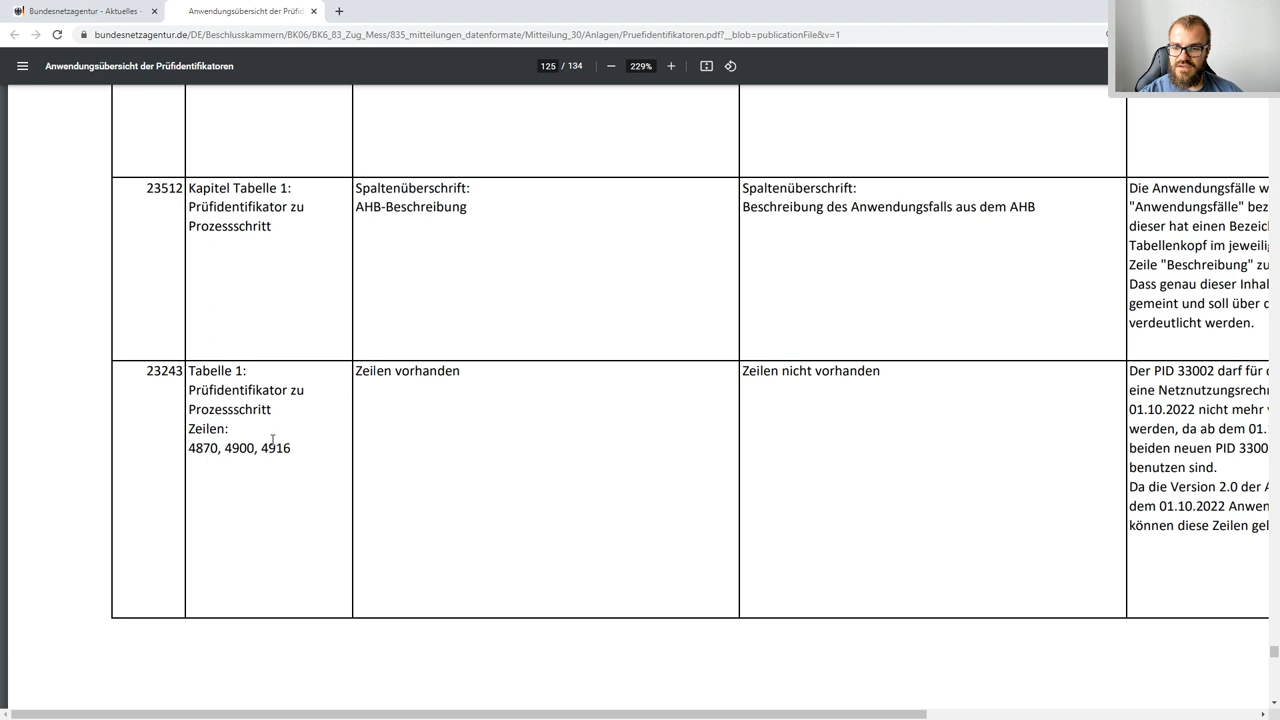 Bundesnetzagentur - Aktuelles -
Anwendungsübersicht der Prüfid
bundesnetzagentur.de/DE/Beschlusskammern/BK06/BK6_83_Zug_Mess/835_mitteilungen_datenformate/Mitteilung_30/Anlagen/Pruefidentifikatoren.pdf?__blob=publicationFile&v=1
Anwendungsübersicht der Prüfidentifikatoren
125 / 134
229%
23512
Kapitel Tabelle 1:
Prüfidentifikator zu
Prozessschritt
Spaltenüberschrift:
AHB-Beschreibung
Spaltenüberschrift:
Beschreibung des Anwendungsfalls aus dem AHB
Die Anwendungsfälle w
"Anwendungsfälle" bez
dieser hat einen Bezeic
Tabellenkopf im jeweili
Zeile "Beschreibung" zu
Dass genau dieser Inhal
gemeint und soll über d
verdeutlicht werden.
23243
Tabelle 1:
Prüfidentifikator zu
Prozessschritt
Zeilen:
4870, 4900, 4916
Zeilen vorhanden
Zeilen nicht vorhanden
Der PID 33002 darf für d
eine Netznutzungsrech
01.10.2022 nicht mehr
werden, da ab dem 01.
beiden neuen PID 3300
benutzen sind.
Da die Version 2.0 der A
dem 01.10.2022 Anwen
können diese Zeilen gel